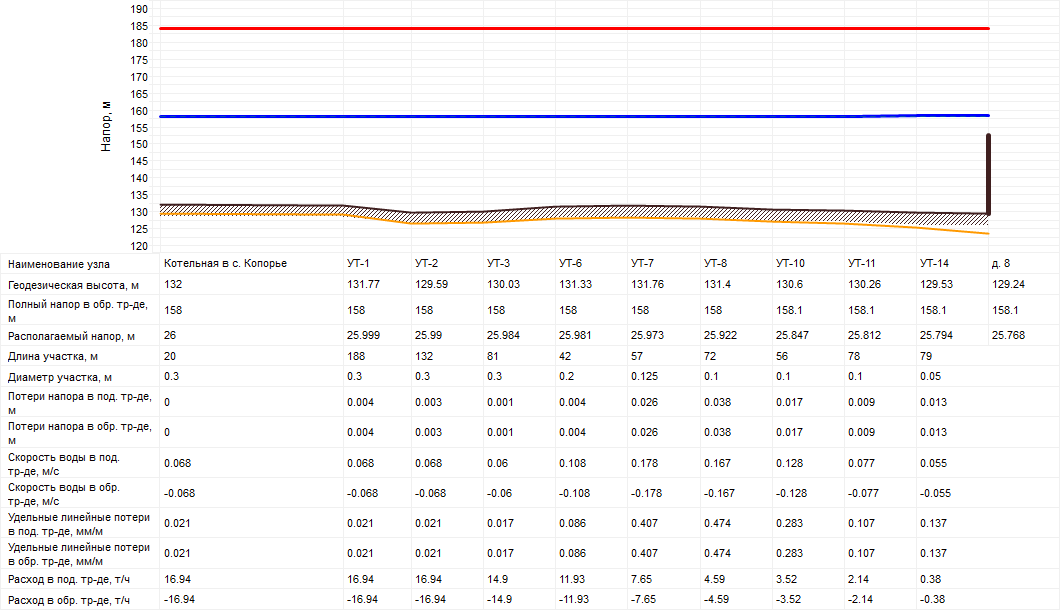 190
185
180
175
170
165
160
155
150
145
140
135
130
125
120
Напор, м
Наименование узла Котельная в с. Копорье УТ-1 УТ-2 УТ-3 УТ-6 УТ-7 УТ-8 УТ-10 УТ-11 УТ-14 д. 8
Геодезическая высота, м 132 131.77 129.59 130.03 131.33 131.76 131.4 130.6 130.26 129.53 129.24
Полный напор в обр. тр-де,
м 158 158 158 158 158 158 158 158.1 158.1 158.1 158.1
Располагаемый напор, м 26 25.999 25.99 25.984 25.981 25.973 25.922 25.847 25.812 25.794 25.768
Длина участка, м 20 188 132 81 42 57 72 56 78 79
Диаметр участка, м 0.3 0.3 0.3 0.3 0.2 0.125 0.1 0.1 0.1 0.05
Потери напора в под. тр-де,
м 0 0.004 0.003 0.001 0.004 0.026 0.038 0.017 0.009 0.013
Потери напора в обр. тр-де,
м 0 0.004 0.003 0.001 0.004 0.026 0.038 0.017 0.009 0.013
Скорость воды в под.
тр-де, м/с 0.068 0.068 0.068 0.06 0.108 0.178 0.167 0.128 0.077 0.055
Скорость воды в обр.
тр-де, м/с -0.068 -0.068 -0.068 -0.06 -0.108 -0.178 -0.167 -0.128 -0.077 -0.055
Удельные линейные потери
в под. тр-де, мм/м 0.021 0.021 0.021 0.017 0.086 0.407 0.474 0.283 0.107 0.137
Удельные линейные потери
в обр. тр-де, мм/м 0.021 0.021 0.021 0.017 0.086 0.407 0.474 0.283 0.107 0.137
Расход в под. тр-де, т/ч 16.94 16.94 16.94 14.9 11.93 7.65 4.59 3.52 2.14 0.38
Расход в обр. тр-де, т/ч -16.94 -16.94 -16.94 -14.9 -11.93 -7.65 -4.59 -3.52 -2.14 -0.38